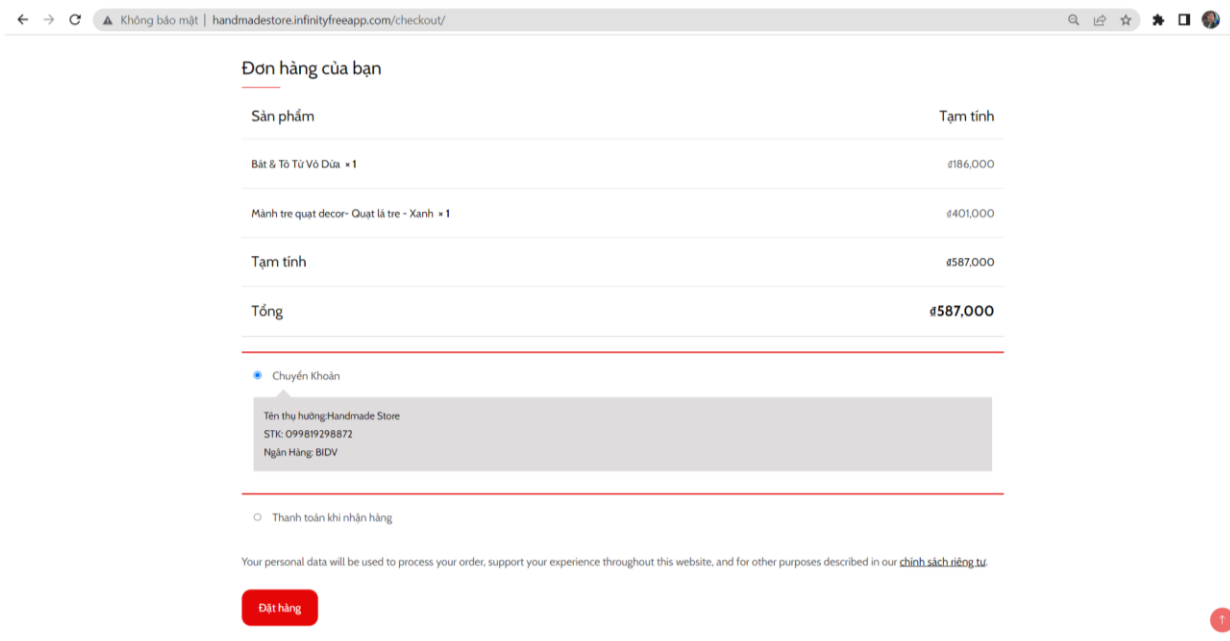 Không bảo mật | handmadestore.infinityfreeapp.com/checkout/
Đơn hàng của bạn
Sản phẩm Tạm tính
Bát & Tô Từ Vỏ Dừa × 1 ₫186,000
Mành tre quạt decor- Quạt lá tre - Xanh × 1 ₫401,000
Tạm tính ₫587,000
Tổng ₫587,000
Chuyển Khoản
Tên thụ hưởng:Handmade Store
STK: 099819298872
Ngân Hàng: BIDV
Thanh toán khi nhận hàng
Your personal data will be used to process your order, support your experience throughout this website, and for other purposes described in our chính sách riêng tư.
Đặt hàng